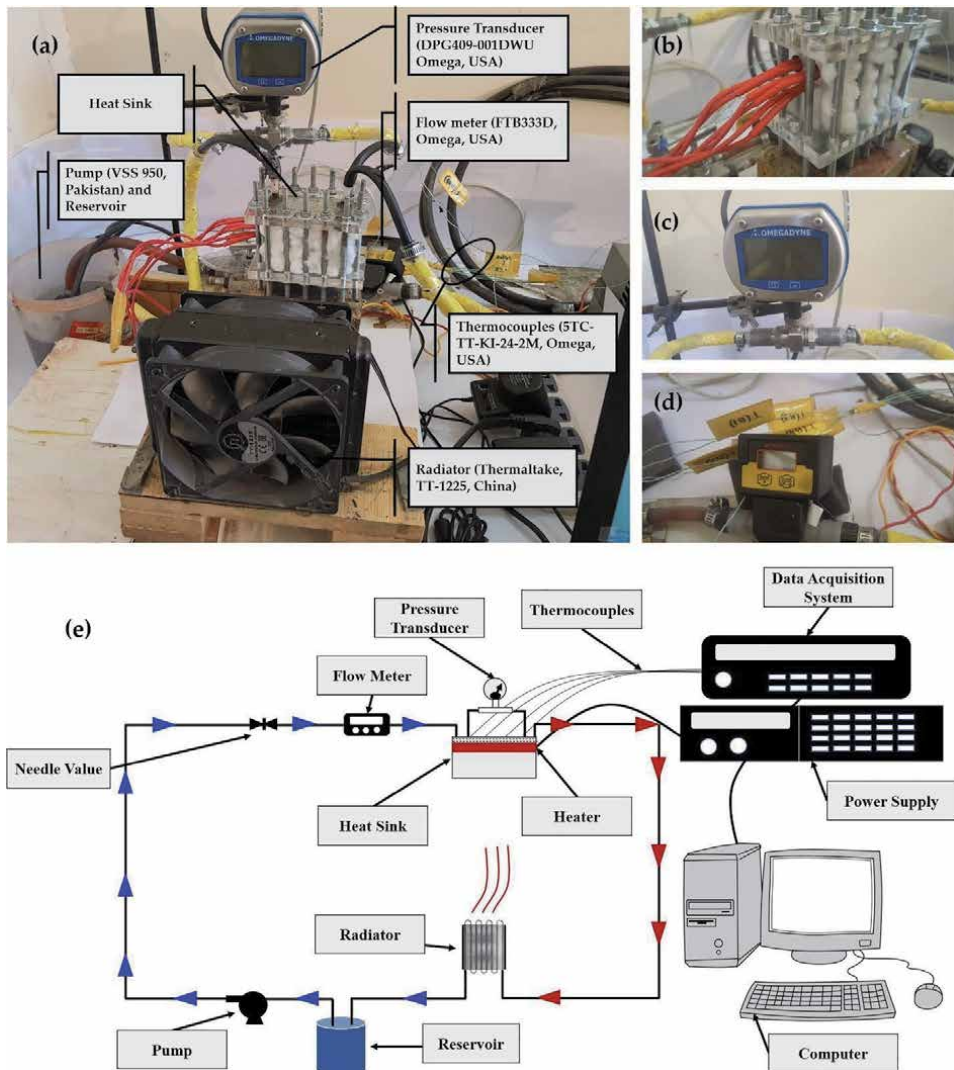 (a)
OMEGADYNE
Pressure Transducer
(DPG409-001DWU
Omega, USA)
Heat Sink
Flow meter (FTB333D,
Omega, USA)
Pump (VSS 950,
Pakistan) and
Reservoir
Thermocouples (5TC-
TT-KI-24-2M, Omega,
USA)
Radiator (Thermaltake,
TT-1225, China)
(b)
(c)
OMEGADYNE
(d)
(e)
Data Acquisition
System
Pressure
Transducer
Thermocouples
Flow Meter
Needle Value
Heat Sink
Heater
Power Supply
Radiator
Pump
Reservoir
Computer